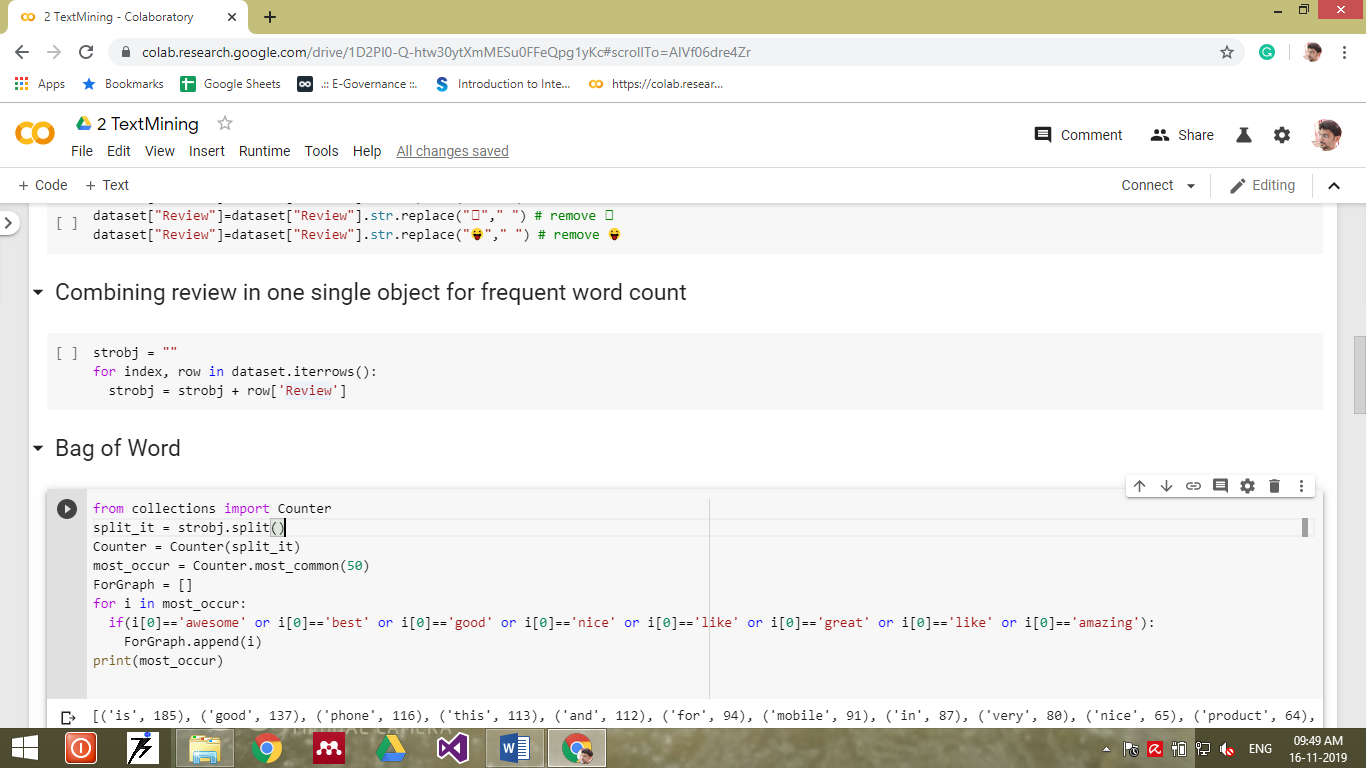 2 TextMining - Colaboratory
colab.research.google.com/drive/1D2PI0-Q-htw30ytXmMESu0FFeQpg1yKc#scrollTo=AIVf06dre4Zr
Apps Bookmarks Google Sheets .:: E-Governance ::. Introduction to Inte... https://colab.resear...
2 TextMining
Comment Share
File Edit View Insert Runtime Tools Help All changes saved
+ Code + Text Connect Editing
dataset["Review"]=dataset["Review"].str.replace("▯"," ") # remove ▯
[ ]
dataset["Review"]=dataset["Review"].str.replace("😛"," ") # remove 😛
Combining review in one single object for frequent word count
[ ] strobj = ""
for index, row in dataset.iterrows():
strobj = strobj + row['Review']
Bag of Word
from collections import Counter
split_it = strobj.split()
Counter = Counter(split_it)
most_occur = Counter.most_common(50)
ForGraph = []
for i in most_occur:
if(i[0]=='awesome' or i[0]=='best' or i[0]=='good' or i[0]=='nice' or i[0]=='like' or i[0]=='great' or i[0]=='like' or i[0]=='amazing'):
ForGraph.append(i)
print(most_occur)
[('is', 185), ('good', 137), ('phone', 116), ('this', 113), ('and', 112), ('for', 94), ('mobile', 91), ('in', 87), ('very', 80), ('nice', 65), ('product', 64),
ENG
09:49 AM
16-11-2019